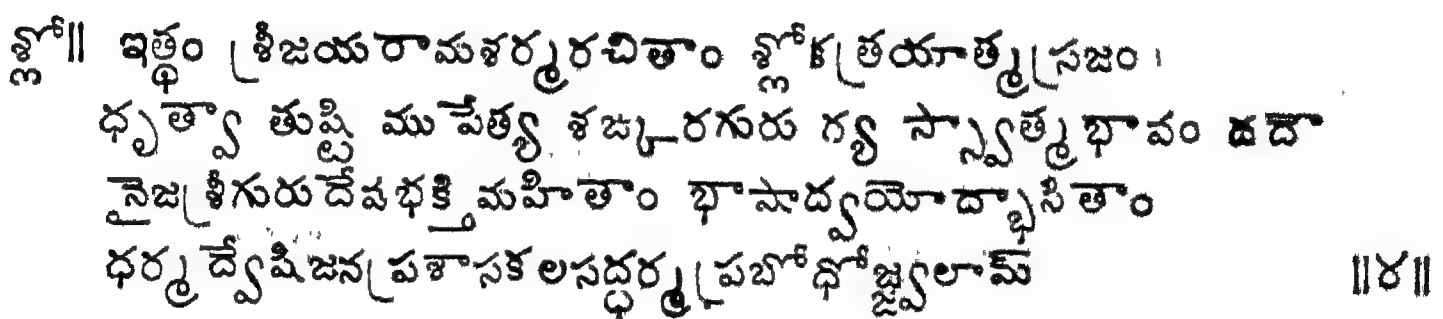 శ్లో॥ ఇత్థం శ్రీజయరామశర్మరచితాం శ్లోకత్రయాత్మస్రజం ।
ధృత్వా తుష్టి ముపేత్య శఙ్కరగురు ర్గ్య స్స్వాత్మభావం దదా
న్నైజశ్రీగురుదేవభక్తిమహితాం భాషాద్వయోద్భాసితాం
ధర్మద్వేషిజనప్రశాసకలసద్ధర్మప్రబోధోజ్జ్వలామ్ ॥౪॥